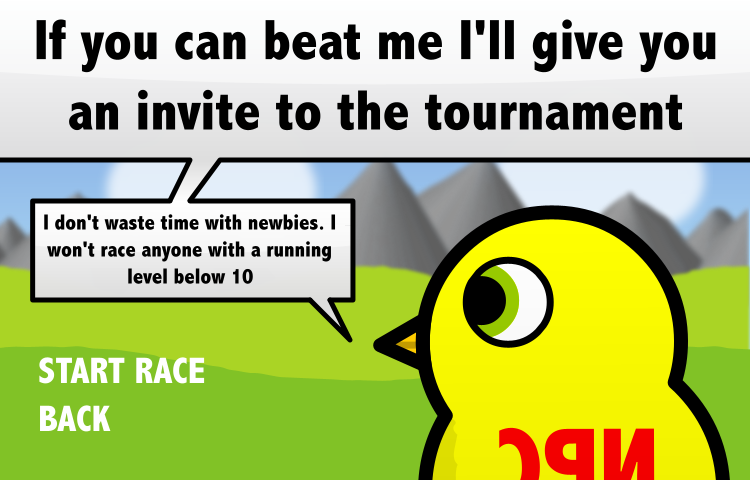 If you can beat me I'll give you
an invite to the tournament
I don't waste time with newbies. I
won't race anyone with a running
level below 10
START RACE
BACK
NPC